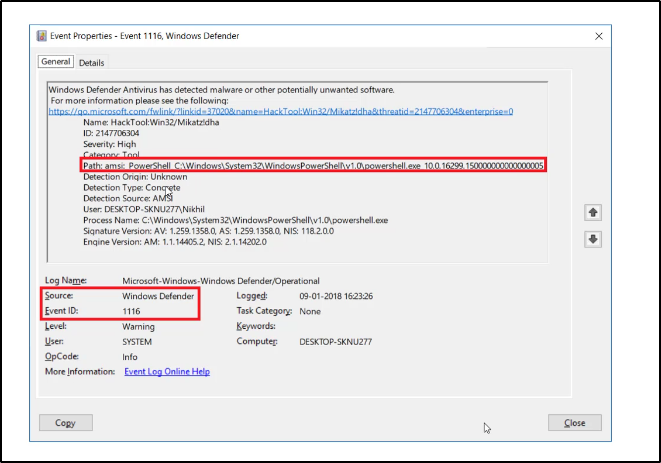 Event Properties - Event 1116, Windows Defender
General Details
Windows Defender Antivirus has detected malware or other potentially unwanted software.
For more information please see the following:
https://go.microsoft.com/fwlink/?linkid=37020&name=HackTool:Win32/Mikatz!dha&threatid=2147706304&enterprise=0
Name: HackTool:Win32/Mikatz!dha
ID: 2147706304
Severity: High
Category: Tool
Path: amsi:_PowerShell_C:\Windows\System32\WindowsPowerShell\v1.0\powershell.exe_10.0.16299.150000000000000005
Detection Origin: Unknown
Detection Type: Concrete
Detection Source: AMSI
User: DESKTOP-SKNU277\Nikhil
Process Name: C:\Windows\System32\WindowsPowerShell\v1.0\powershell.exe
Signature Version: AV: 1.259.1358.0, AS: 1.259.1358.0, NIS: 118.2.0.0
Engine Version: AM: 1.1.14405.2, NIS: 2.1.14202.0
Log Name: Microsoft-Windows-Windows Defender/Operational
Source: Windows Defender Logged: 09-01-2018 16:23:26
Event ID: 1116 Task Category: None
Level: Warning Keywords:
User: SYSTEM Computer: DESKTOP-SKNU277
OpCode: Info
More Information: Event Log Online Help
Copy Close